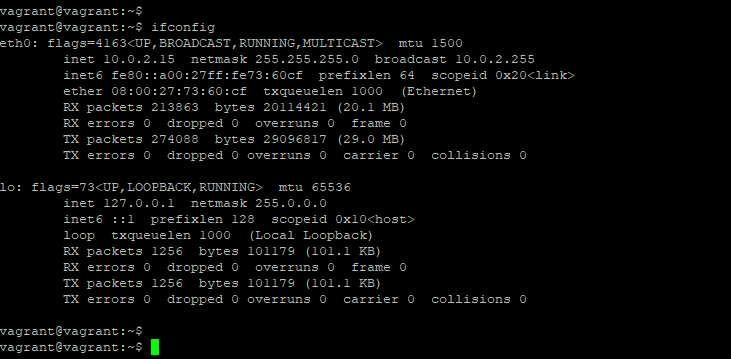 vagrant@vagrant:~$
vagrant@vagrant:~$ ifconfig
eth0: flags=4163<UP,BROADCAST,RUNNING,MULTICAST>  mtu 1500
        inet 10.0.2.15  netmask 255.255.255.0  broadcast 10.0.2.255
        inet6 fe80::a00:27ff:fe73:60cf  prefixlen 64  scopeid 0x20<link>
        ether 08:00:27:73:60:cf  txqueuelen 1000  (Ethernet)
        RX packets 213863  bytes 20114421 (20.1 MB)
        RX errors 0  dropped 0  overruns 0  frame 0
        TX packets 274088  bytes 29096817 (29.0 MB)
        TX errors 0  dropped 0 overruns 0  carrier 0  collisions 0

lo: flags=73<UP,LOOPBACK,RUNNING>  mtu 65536
        inet 127.0.0.1  netmask 255.0.0.0
        inet6 ::1  prefixlen 128  scopeid 0x10<host>
        loop  txqueuelen 1000  (Local Loopback)
        RX packets 1256  bytes 101179 (101.1 KB)
        RX errors 0  dropped 0  overruns 0  frame 0
        TX packets 1256  bytes 101179 (101.1 KB)
        TX errors 0  dropped 0 overruns 0  carrier 0  collisions 0

vagrant@vagrant:~$
vagrant@vagrant:~$